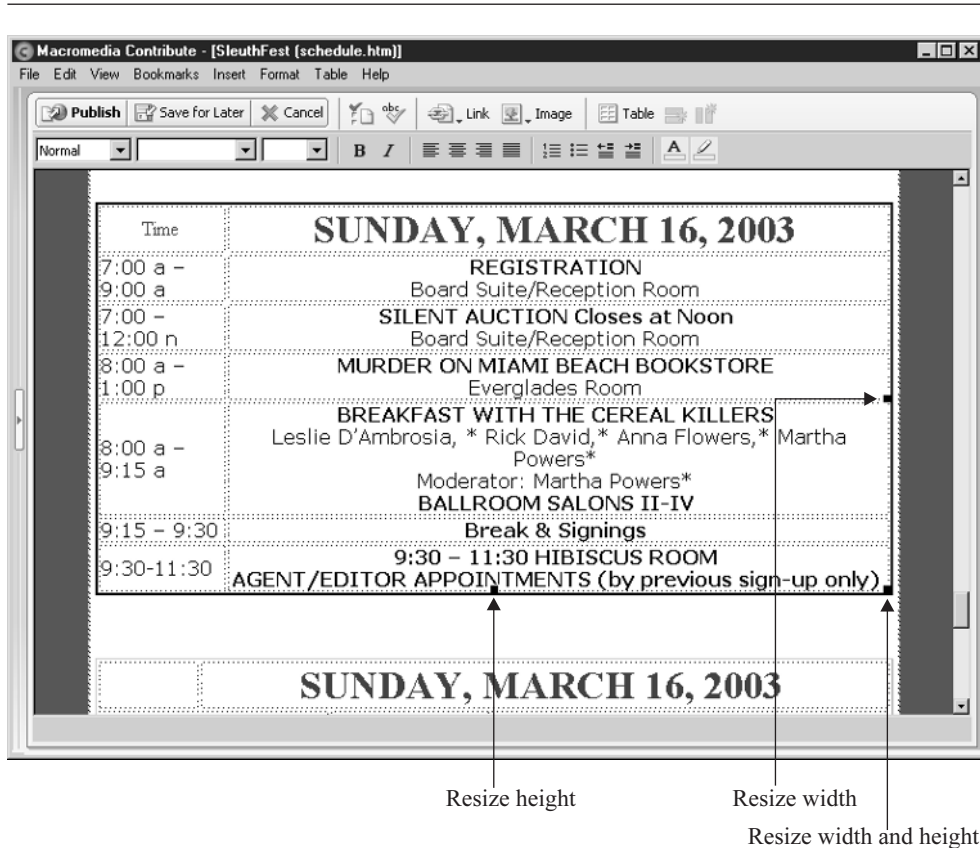 Macromedia Contribute - [SleuthFest (schedule.htm)]
File Edit View Bookmarks Insert Format Table Help
Publish Save for Later Cancel abc Link Image Table
Normal B I A
Time SUNDAY, MARCH 16, 2003
7:00 a –
9:00 a
REGISTRATION
Board Suite/Reception Room
7:00 –
12:00 n
SILENT AUCTION Closes at Noon
Board Suite/Reception Room
8:00 a –
1:00 p
MURDER ON MIAMI BEACH BOOKSTORE
Everglades Room
8:00 a –
9:15 a
BREAKFAST WITH THE CEREAL KILLERS
Leslie D'Ambrosia, * Rick David,* Anna Flowers,* Martha
Powers*
Moderator: Martha Powers*
BALLROOM SALONS II-IV
9:15 – 9:30 Break & Signings
9:30-11:30
9:30 – 11:30 HIBISCUS ROOM
AGENT/EDITOR APPOINTMENTS (by previous sign-up only)
SUNDAY, MARCH 16, 2003
Resize height
Resize width
Resize width and height